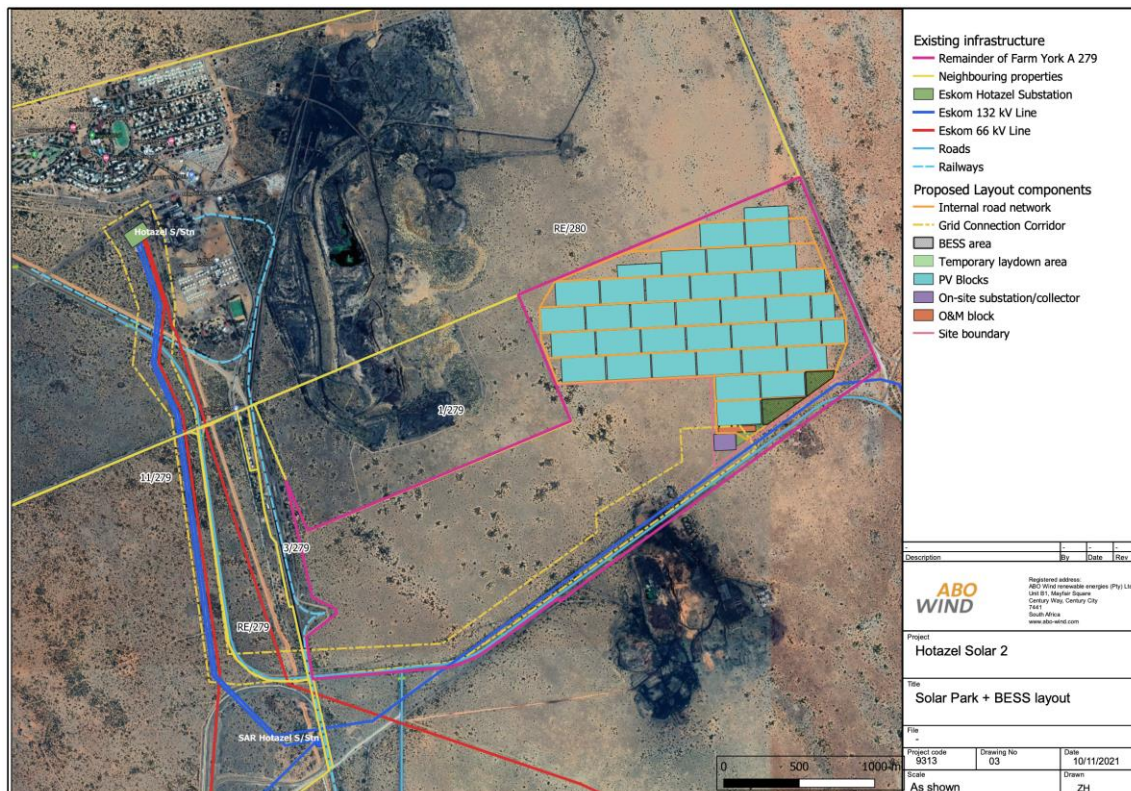 Existing infrastructure
Remainder of Farm York A 279
Neighbouring properties
Eskom Hotazel Substation
Eskom 132 kV Line
Eskom 66 kV Line
Roads
Railways
Proposed Layout components
Internal road network
Grid Connection Corridor
BESS area
Temporary laydown area
PV Blocks
On-site substation/collector
O&M block
Site boundary
Hotazel S/Stn
RE/280
1/279
11/279
3/279
RE/279
SAR Hotazel S/Stn
0 500 1000 m
- - - -
Description By Date Rev
ABO
WIND
Registered address:
ABO Wind renewable energies (Pty) Ltd
Unit B1, Mayfair Square
Century Way, Century City
7441
South Africa
www.abo-wind.com
Project
Hotazel Solar 2
Title
Solar Park + BESS layout
File
-
Project code Drawing No Date
9313 03 10/11/2021
Scale Drawn
As shown ZH